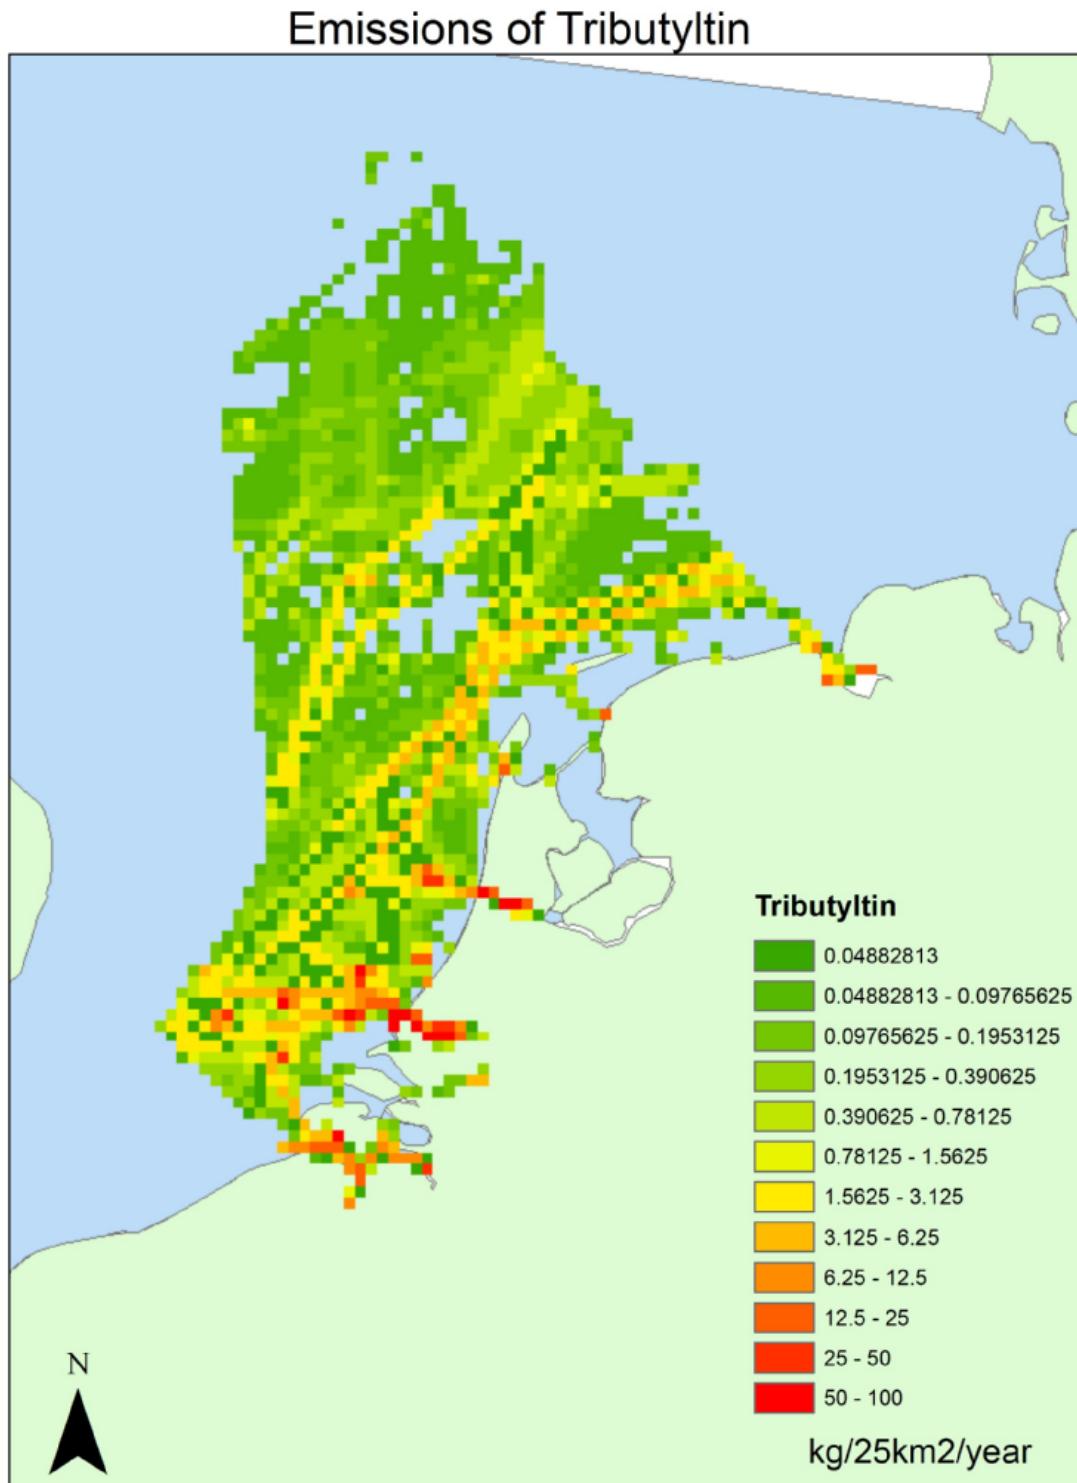 Emissions of Tributyltin
Tributyltin
0.04882813
0.04882813 - 0.09765625
0.09765625 - 0.1953125
0.1953125 - 0.390625
0.390625 - 0.78125
0.78125 - 1.5625
1.5625 - 3.125
3.125 - 6.25
6.25 - 12.5
12.5 - 25
25 - 50
50 - 100
kg/25km2/year
N